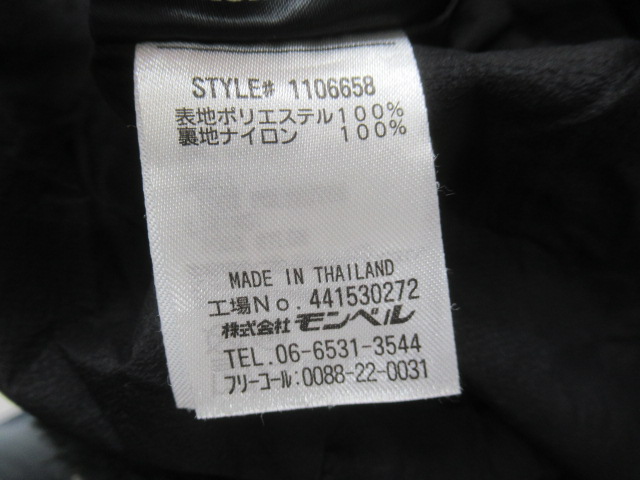 STYLE# 1106658
表地ポリエステル100%
裏地ナイロン 100%
MADE IN THAILAND
工場No.441530272
株式会社モンベル
TEL.06-6531-3544
フリーコール:0088-22-0031